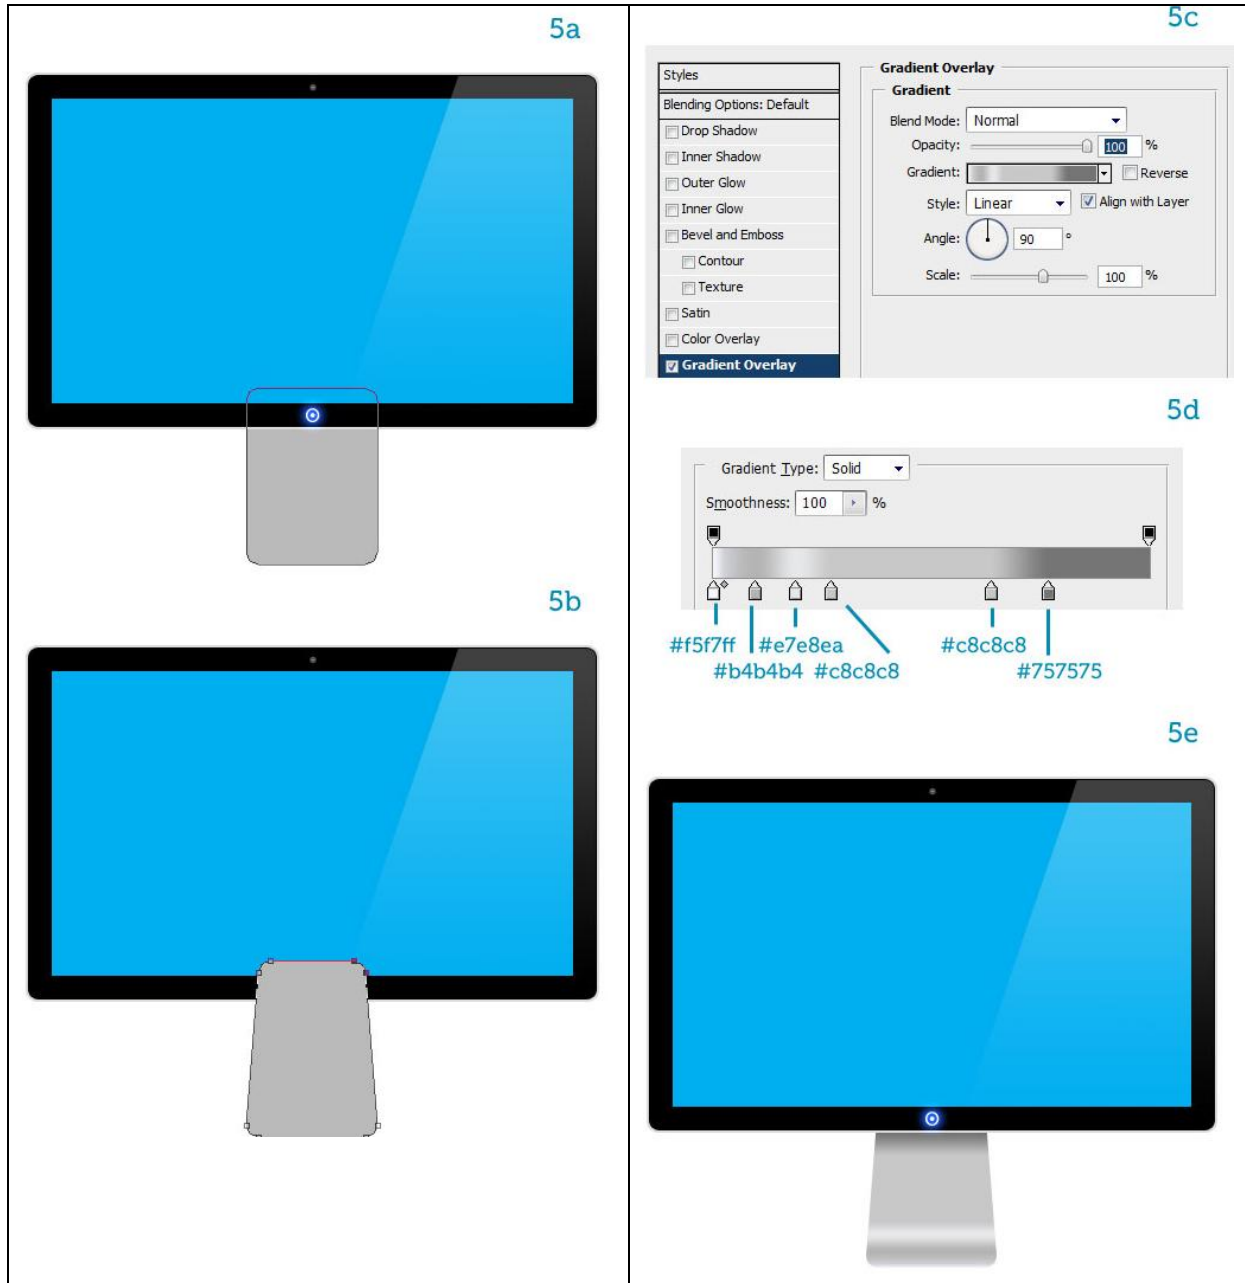 5a
5b
5c
Styles
Blending Options: Default
Drop Shadow
Inner Shadow
Outer Glow
Inner Glow
Bevel and Emboss
Contour
Texture
Satin
Color Overlay
Gradient Overlay
Gradient Overlay
Gradient
Blend Mode: Normal
Opacity: 100 %
Gradient: Reverse
Style: Linear Align with Layer
Angle: 90 °
Scale: 100 %
5d
Gradient Type: Solid
Smoothness: 100 %
#f5f7ff #e7e8ea #c8c8c8
#b4b4b4 #c8c8c8 #757575
5e